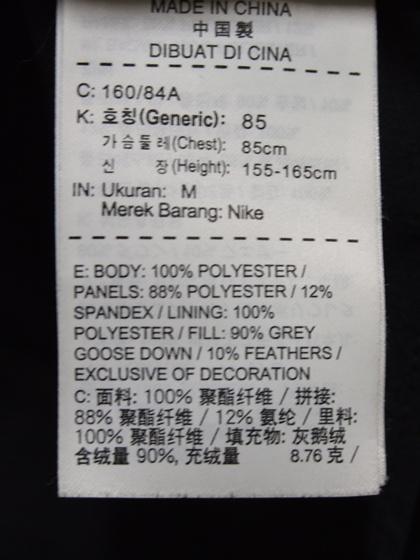 MADE IN CHINA
中国製
DIBUAT DI CINA
C: 160/84A
K: 호칭(Generic): 85
가슴둘레(Chest): 85cm
신 장(Height): 155-165cm
IN: Ukuran: M
Merek Barang: Nike
E: BODY: 100% POLYESTER /
PANELS: 88% POLYESTER / 12%
SPANDEX / LINING: 100%
POLYESTER / FILL: 90% GREY
GOOSE DOWN / 10% FEATHERS /
EXCLUSIVE OF DECORATION
C: 面料: 100% 聚酯纤维 / 拼接:
88% 聚酯纤维 / 12% 氨纶 / 里料:
100% 聚酯纤维 / 填充物: 灰鹅绒
含绒量 90%, 充绒量 8.76 克 /